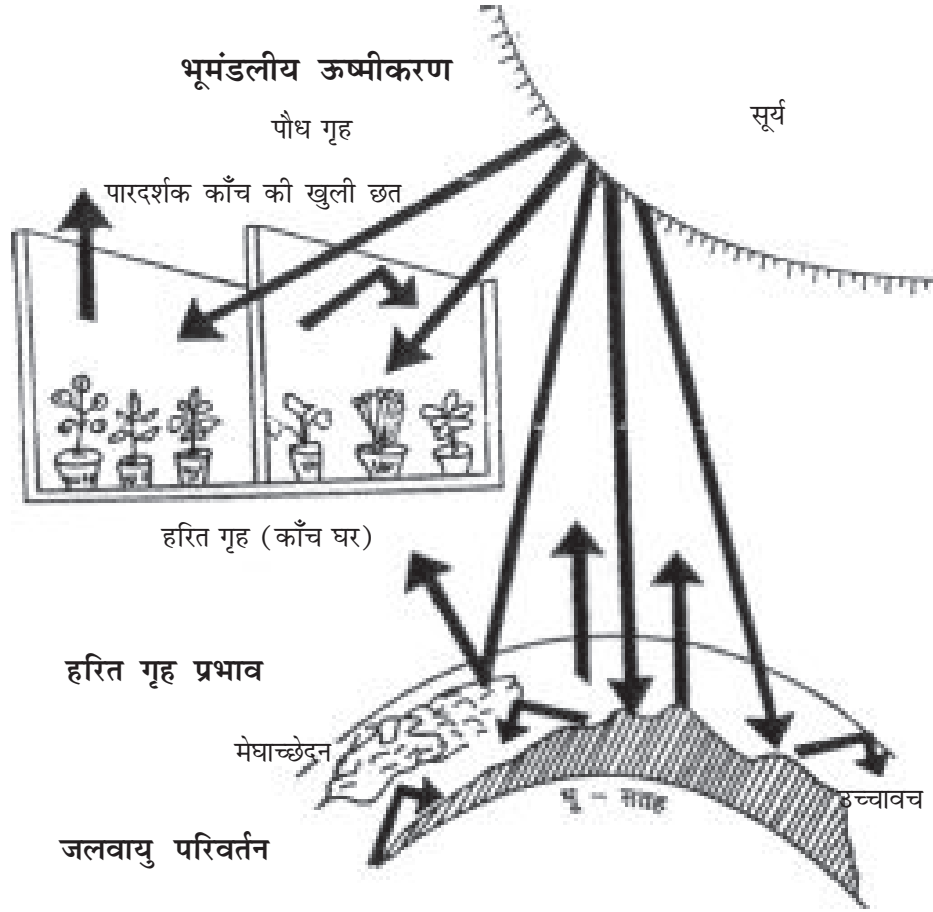 भूमंडलीय ऊष्मीकरण
सूर्य
पौध गृह
पारदर्शक काँच की खुली छत
हरित गृह (काँच घर)
हरित गृह प्रभाव
मेघाच्छेदन
भू - सतह
उच्चावच
जलवायु परिवर्तन